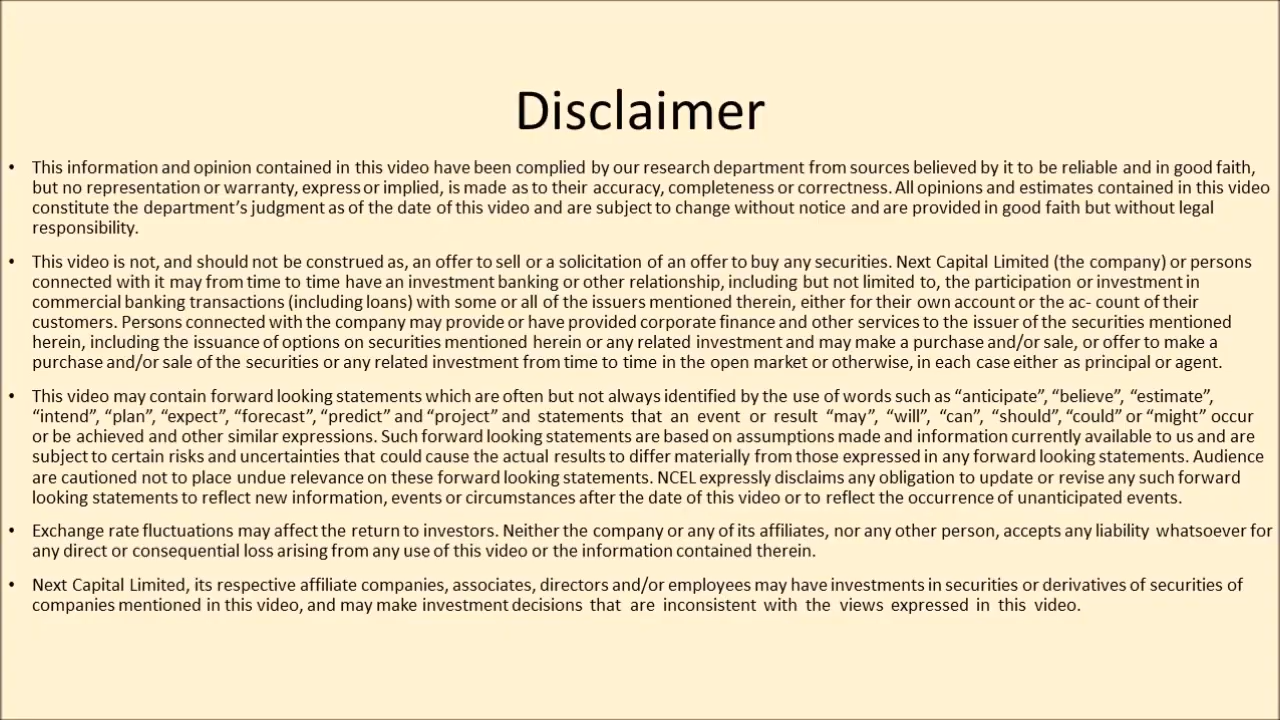 Disclaimer
• This information and opinion contained in this video have been complied by our research department from sources believed by it to be reliable and in good faith,
but no representation or warranty, express or implied, is made as to their accuracy, completeness or correctness. All opinions and estimates contained in this video
constitute the department’s judgment as of the date of this video and are subject to change without notice and are provided in good faith but without legal
responsibility.
• This video is not, and should not be construed as, an offer to sell or a solicitation of an offer to buy any securities. Next Capital Limited (the company) or persons
connected with it may from time to time have an investment banking or other relationship, including but not limited to, the participation or investment in
commercial banking transactions (including loans) with some or all of the issuers mentioned therein, either for their own account or the ac- count of their
customers. Persons connected with the company may provide or have provided corporate finance and other services to the issuer of the securities mentioned
herein, including the issuance of options on securities mentioned herein or any related investment and may make a purchase and/or sale, or offer to make a
purchase and/or sale of the securities or any related investment from time to time in the open market or otherwise, in each case either as principal or agent.
• This video may contain forward looking statements which are often but not always identified by the use of words such as “anticipate”, “believe”, “estimate”,
“intend”, “plan”, “expect”, “forecast”, “predict” and “project” and statements that an event or result “may”, “will”, “can”, “should”, “could” or “might” occur
or be achieved and other similar expressions. Such forward looking statements are based on assumptions made and information currently available to us and are
subject to certain risks and uncertainties that could cause the actual results to differ materially from those expressed in any forward looking statements. Audience
are cautioned not to place undue relevance on these forward looking statements. NCEL expressly disclaims any obligation to update or revise any such forward
looking statements to reflect new information, events or circumstances after the date of this video or to reflect the occurrence of unanticipated events.
• Exchange rate fluctuations may affect the return to investors. Neither the company or any of its affiliates, nor any other person, accepts any liability whatsoever for
any direct or consequential loss arising from any use of this video or the information contained therein.
• Next Capital Limited, its respective affiliate companies, associates, directors and/or employees may have investments in securities or derivatives of securities of
companies mentioned in this video, and may make investment decisions that are inconsistent with the views expressed in this video.